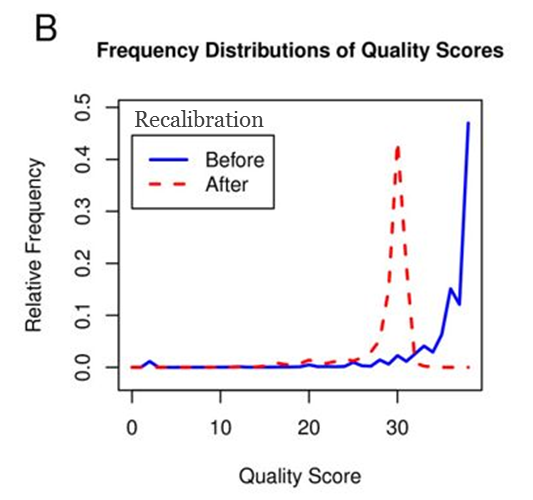 B
Frequency Distributions of Quality Scores
Recalibration
Before
After
Relative Frequency
0.5
0.4
0.3
0.2
0.1
0.0
0 10 20 30
Quality Score